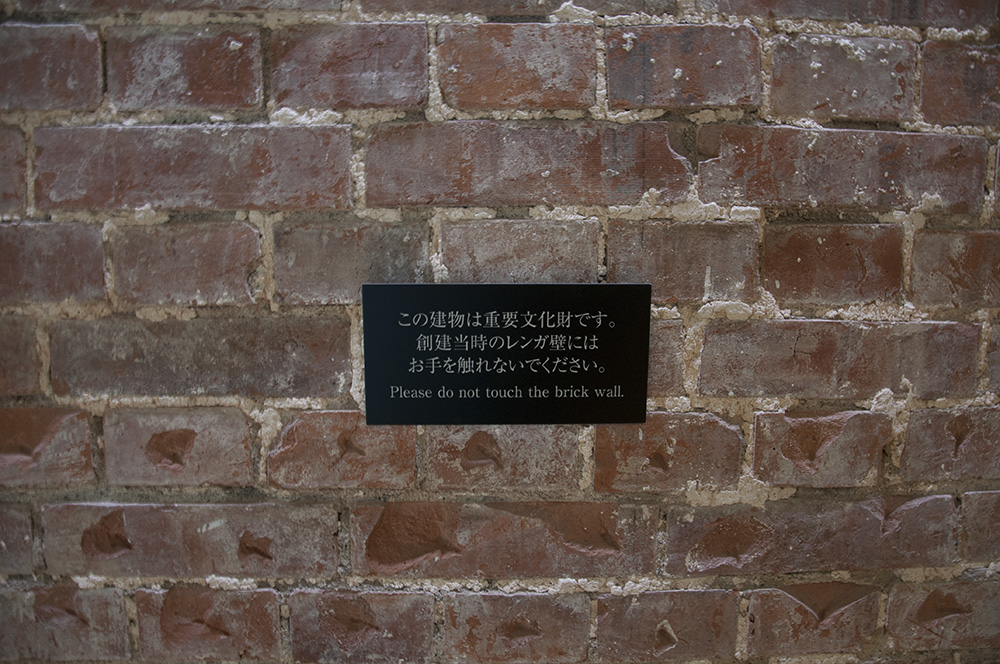 この建物は重要文化財です。
創建当時のレンガ壁には
お手を触れないでください。
Please do not touch the brick wall.